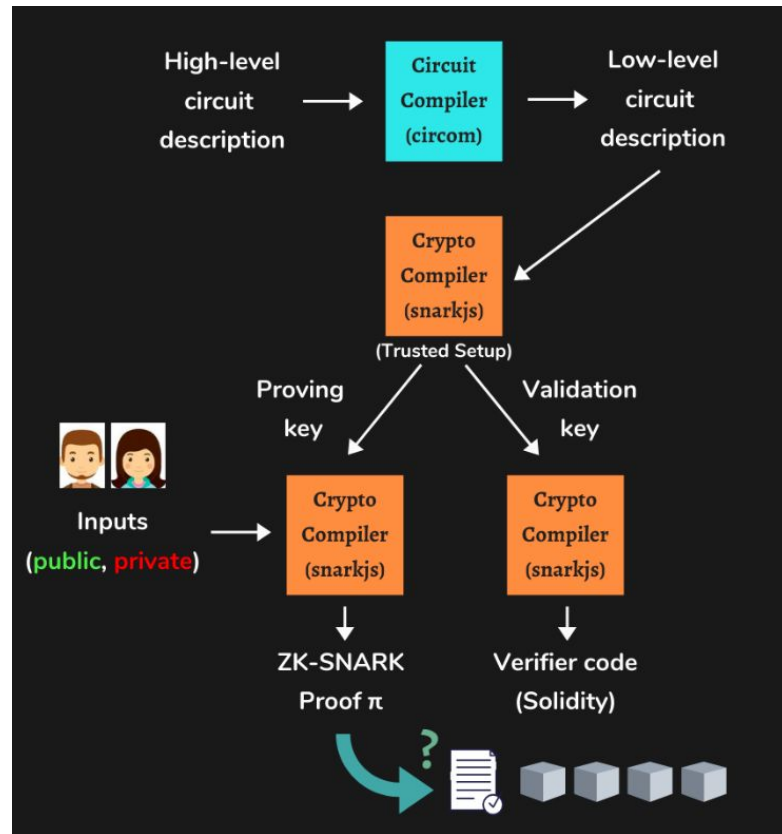 High-level
circuit
description
Circuit
Compiler
(circom)
Low-level
circuit
description
Crypto
Compiler
(snarkjs)
(Trusted Setup)
Proving
key
Validation
key
Inputs
(public, private)
Crypto
Compiler
(snarkjs)
Crypto
Compiler
(snarkjs)
ZK-SNARK
Proof π
Verifier code
(Solidity)
?